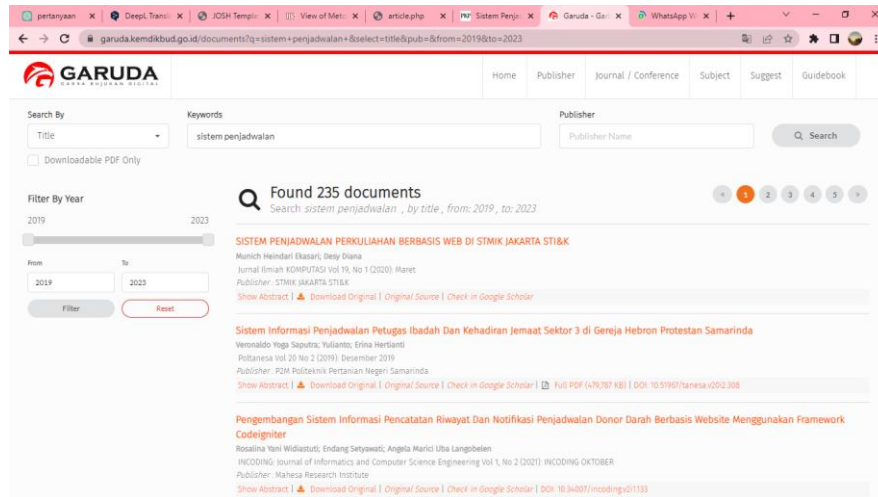 pertanyaan
DeepL Transla
JOSH Templat
View of Meto
article.php
Sistem Penja
Garuda - Gar
WhatsApp W
garuda.kemdikbud.go.id/documents?q=sistem+penjadwalan+&select=title&pub=&from=2019&to=2023
GARUDA
GARBA RUJUKAN DIGITAL
Home
Publisher
Journal / Conference
Subject
Suggest
Guidebook
Search By
Keywords
Publisher
Title
sistem penjadwalan
Publisher Name
Search
Downloadable PDF Only
Filter By Year
2019
2023
From
To
2019
2023
Filter
Reset
Found 235 documents
Search sistem penjadwalan , by title , from: 2019 , to: 2023
« 1 2 3 4 5 »
SISTEM PENJADWALAN PERKULIAHAN BERBASIS WEB DI STMIK JAKARTA STI&K
Munich Heindari Ekasari; Desy Diana
Jurnal Ilmiah KOMPUTASI Vol 19, No 1 (2020): Maret
Publisher : STMIK JAKARTA STI&K
Show Abstract | Download Original | Original Source | Check in Google Scholar
Sistem Informasi Penjadwalan Petugas Ibadah Dan Kehadiran Jemaat Sektor 3 di Gereja Hebron Protestan Samarinda
Veronaldo Yoga Saputra; Yulianto; Erina Hertianti
Poltanesa Vol 20 No 2 (2019): Desember 2019
Publisher : P2M Politeknik Pertanian Negeri Samarinda
Show Abstract | Download Original | Original Source | Check in Google Scholar | Full PDF (479,787 KB) | DOI: 10.51967/tanesa.v20i2.308
Pengembangan Sistem Informasi Pencatatan Riwayat Dan Notifikasi Penjadwalan Donor Darah Berbasis Website Menggunakan Framework
Codeigniter
Rosalina Yani Widiastuti; Endang Setyawati; Angela Marici Uba Langobelen
INCODING: Journal of Informatics and Computer Science Engineering Vol 1, No 2 (2021): INCODING OKTOBER
Publisher : Mahesa Research Institute
Show Abstract | Download Original | Original Source | Check in Google Scholar | DOI: 10.34007/incoding.v1i2.133